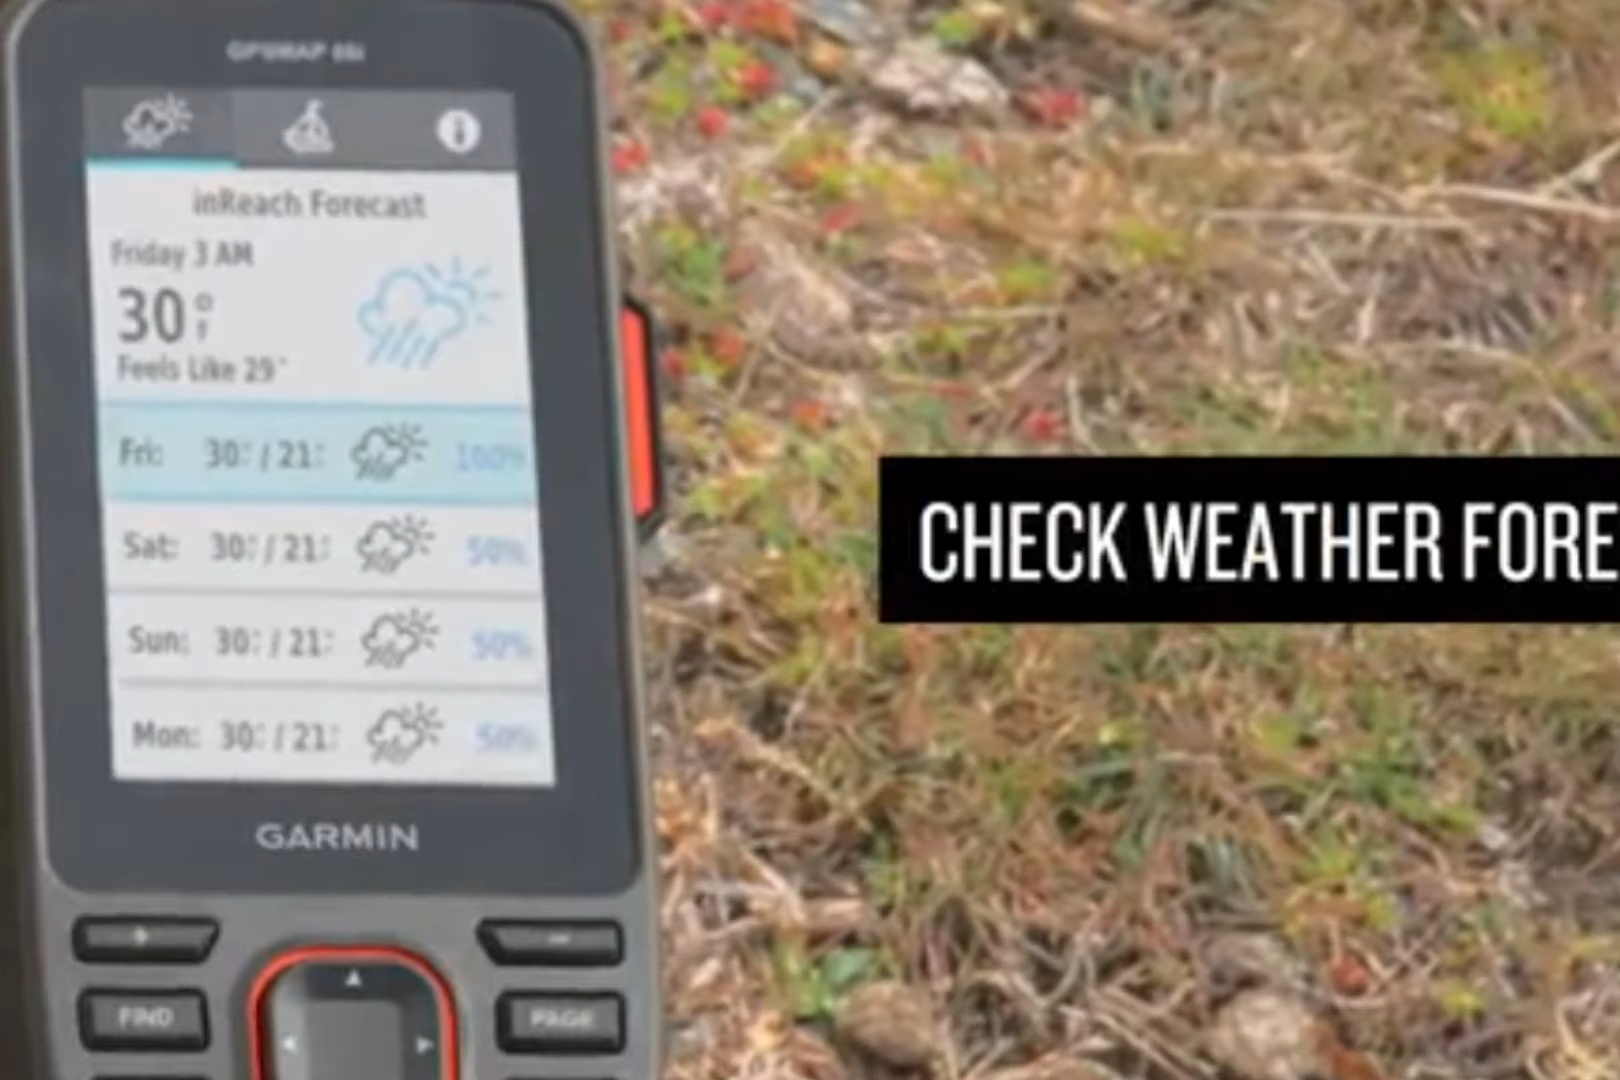 inReach Forecast
Friday 3 AM
30°F
Feels Like 29°
Fri: 30° / 21° 100%
Sat: 30° / 21° 50%
Sun: 30° / 21° 50%
Mon: 30° / 21° 50%
GARMIN
+ −
FIND PAGE
CHECK WEATHER FORE